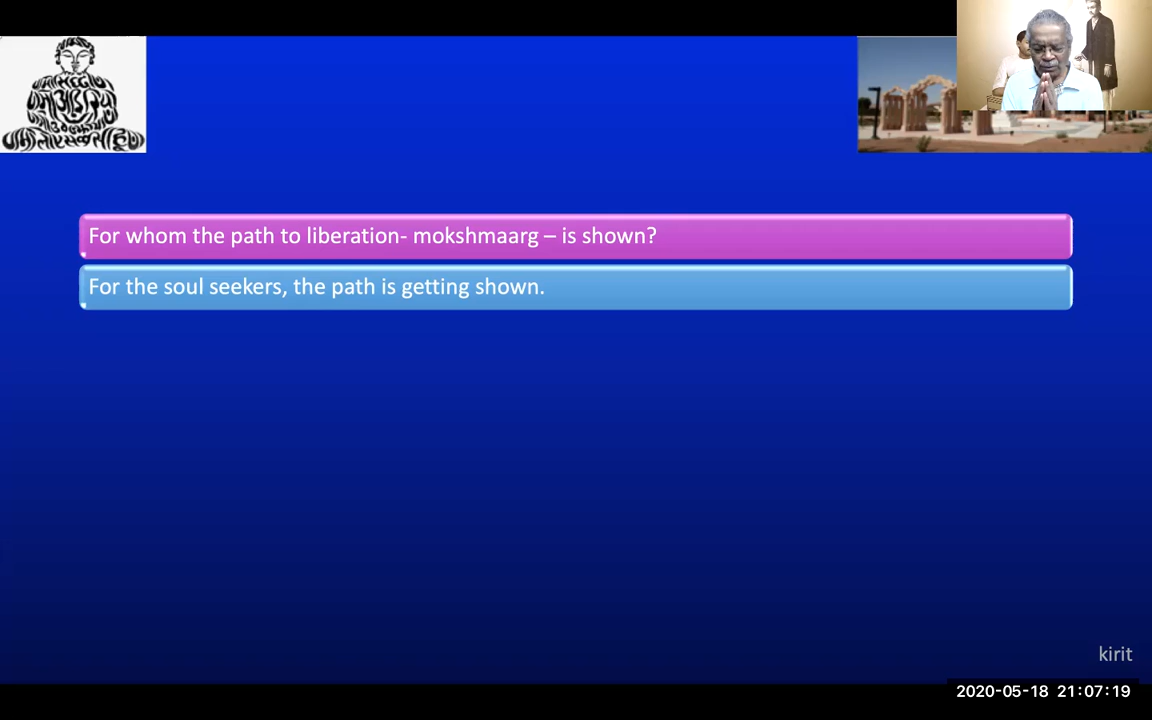 For whom the path to liberation- mokshmaarg – is shown?
For the soul seekers, the path is getting shown.
kirit
2020-05-18 21:07:19